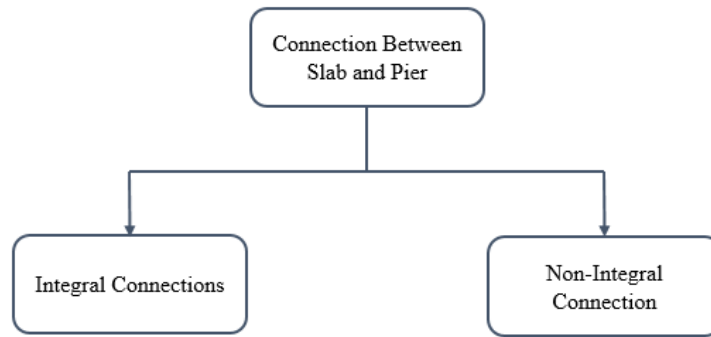 Connection Between
Slab and Pier
Integral Connections
Non-Integral
Connection